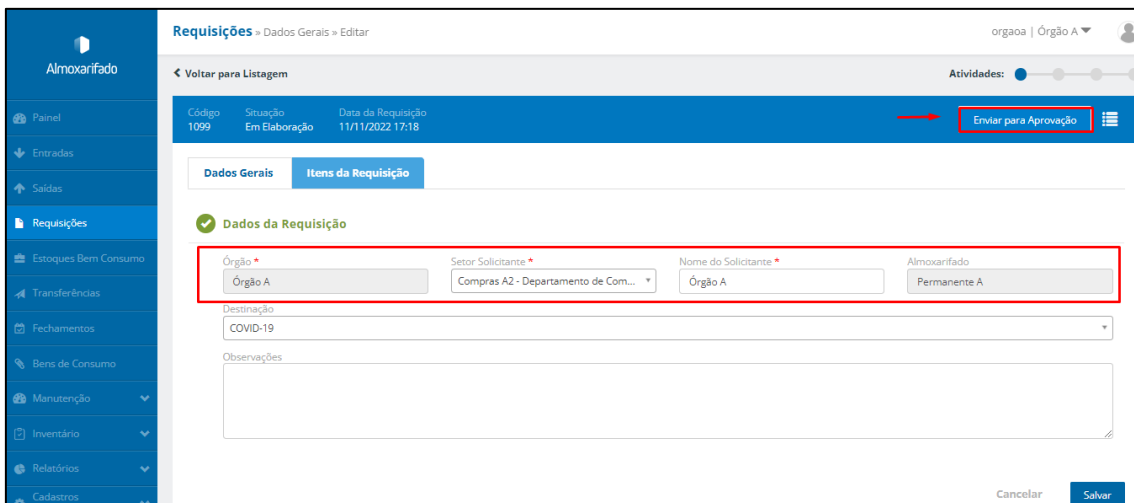 Almoxarifado
Painel
Entradas
Saídas
Requisições
Estoques Bem Consumo
Transferências
Fechamentos
Bens de Consumo
Manutenção
Inventário
Relatórios
Cadastros
Requisições » Dados Gerais » Editar
orgaoa | Órgão A
Voltar para Listagem
Atividades:
Código Situação Data da Requisição
1099 Em Elaboração 11/11/2022 17:18
Enviar para Aprovação
Dados Gerais Itens da Requisição
Dados da Requisição
Órgão * Setor Solicitante * Nome do Solicitante * Almoxarifado
Órgão A Compras A2 - Departamento de Com... Órgão A Permanente A
Destinação
COVID-19
Observações
Cancelar Salvar